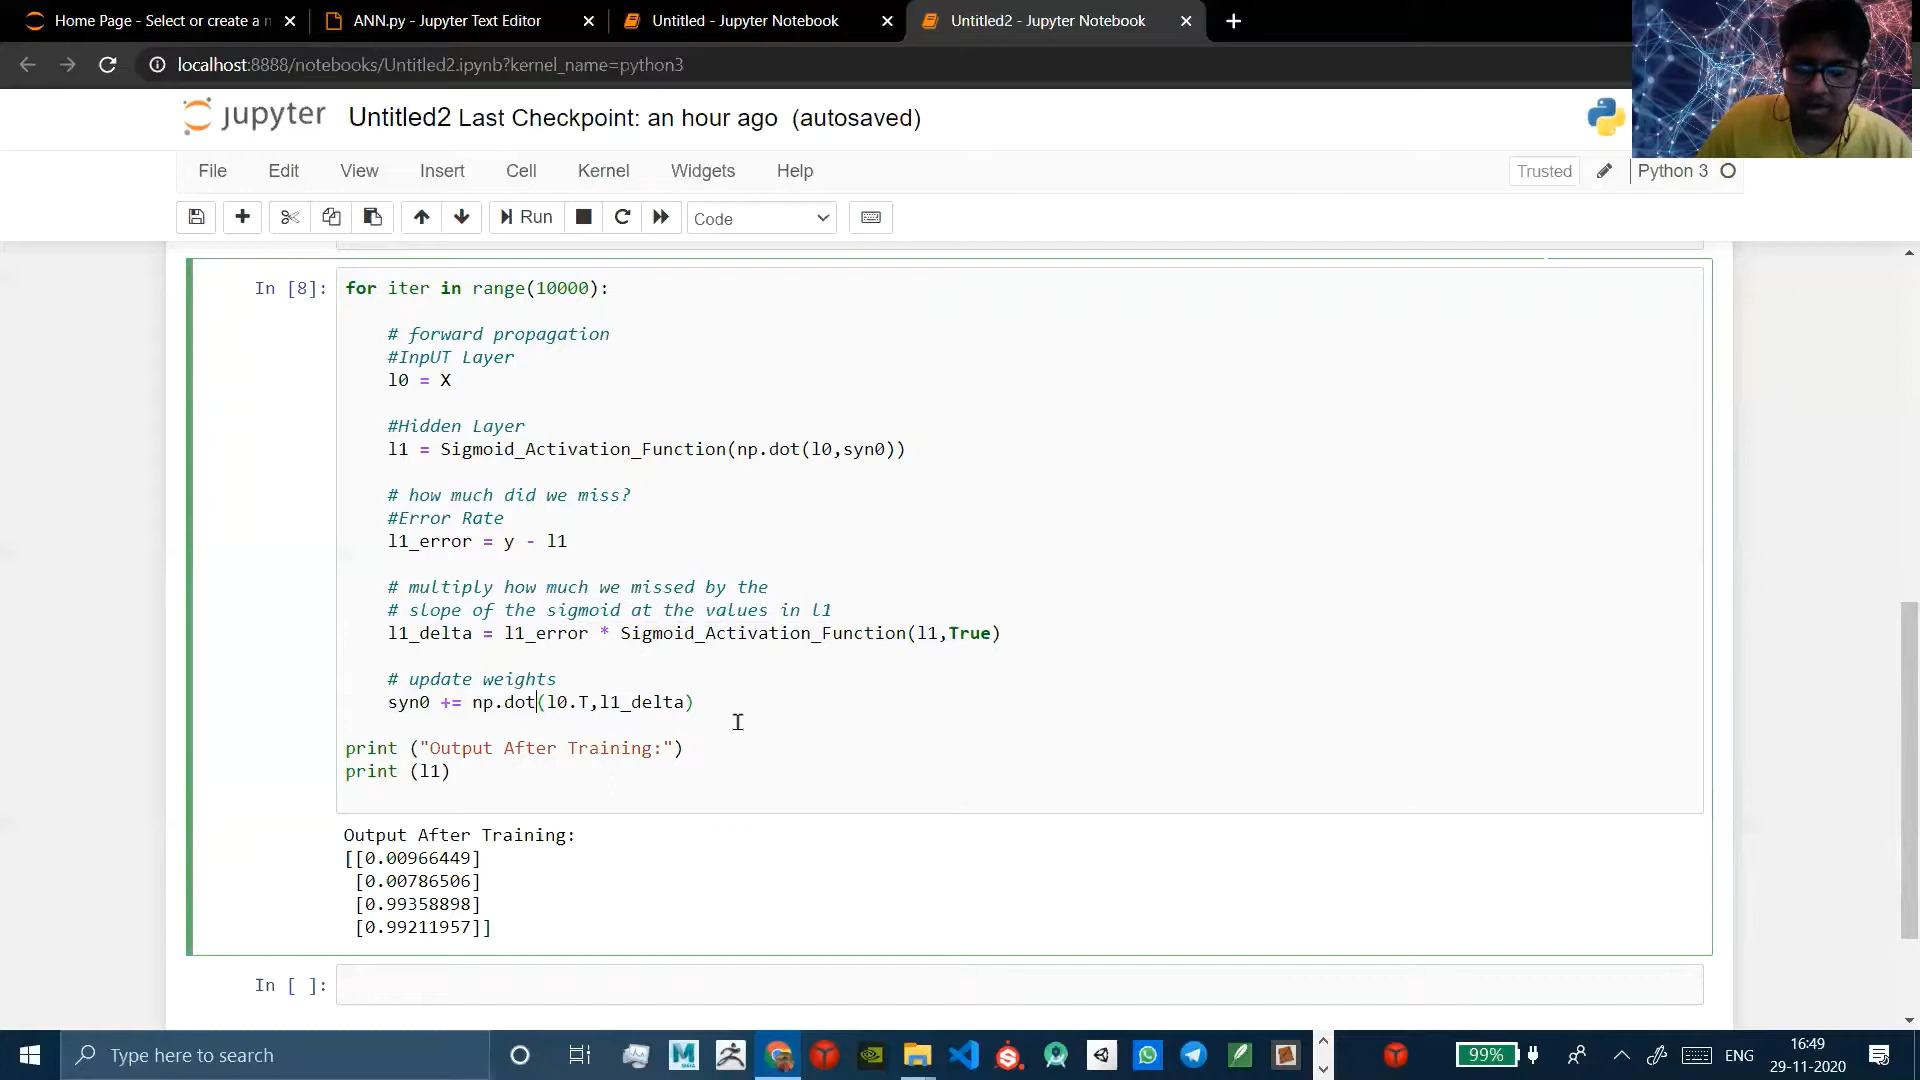 Home Page - Select or create a n
ANN.py - Jupyter Text Editor
Untitled - Jupyter Notebook
Untitled2 - Jupyter Notebook
localhost:8888/notebooks/Untitled2.ipynb?kernel_name=python3
jupyter Untitled2 Last Checkpoint: an hour ago (autosaved)
File Edit View Insert Cell Kernel Widgets Help Trusted Python 3
Run Code
In [8]: for iter in range(10000):
# forward propagation
#InpUT Layer
l0 = X
#Hidden Layer
l1 = Sigmoid_Activation_Function(np.dot(l0,syn0))
# how much did we miss?
#Error Rate
l1_error = y - l1
# multiply how much we missed by the
# slope of the sigmoid at the values in l1
l1_delta = l1_error * Sigmoid_Activation_Function(l1,True)
# update weights
syn0 += np.dot(l0.T,l1_delta)
print ("Output After Training:")
print (l1)
Output After Training:
[[0.00966449]
[0.00786506]
[0.99358898]
[0.99211957]]
In [ ]:
Type here to search
99%
ENG
16:49
29-11-2020